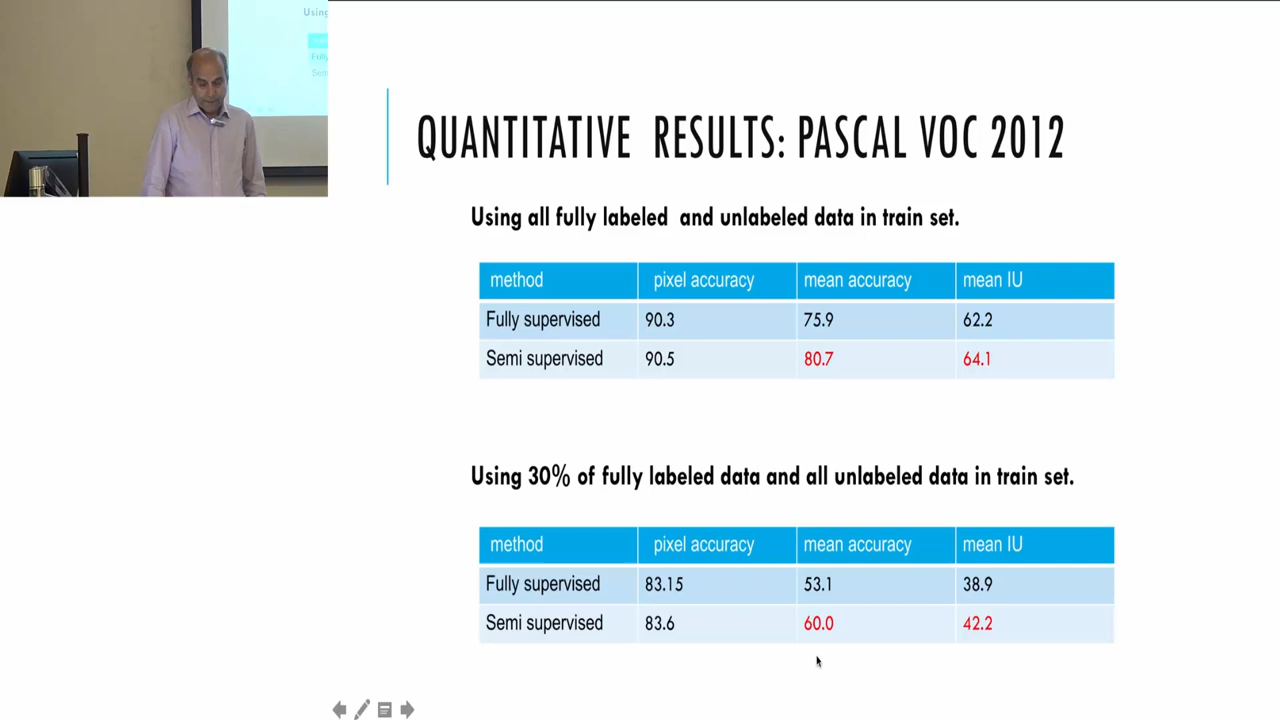 Using
Fully
Sem
QUANTITATIVE RESULTS: PASCAL VOC 2012
Using all fully labeled and unlabeled data in train set.
method pixel accuracy mean accuracy mean IU
Fully supervised 90.3 75.9 62.2
Semi supervised 90.5 80.7 64.1
Using 30% of fully labeled data and all unlabeled data in train set.
method pixel accuracy mean accuracy mean IU
Fully supervised 83.15 53.1 38.9
Semi supervised 83.6 60.0 42.2